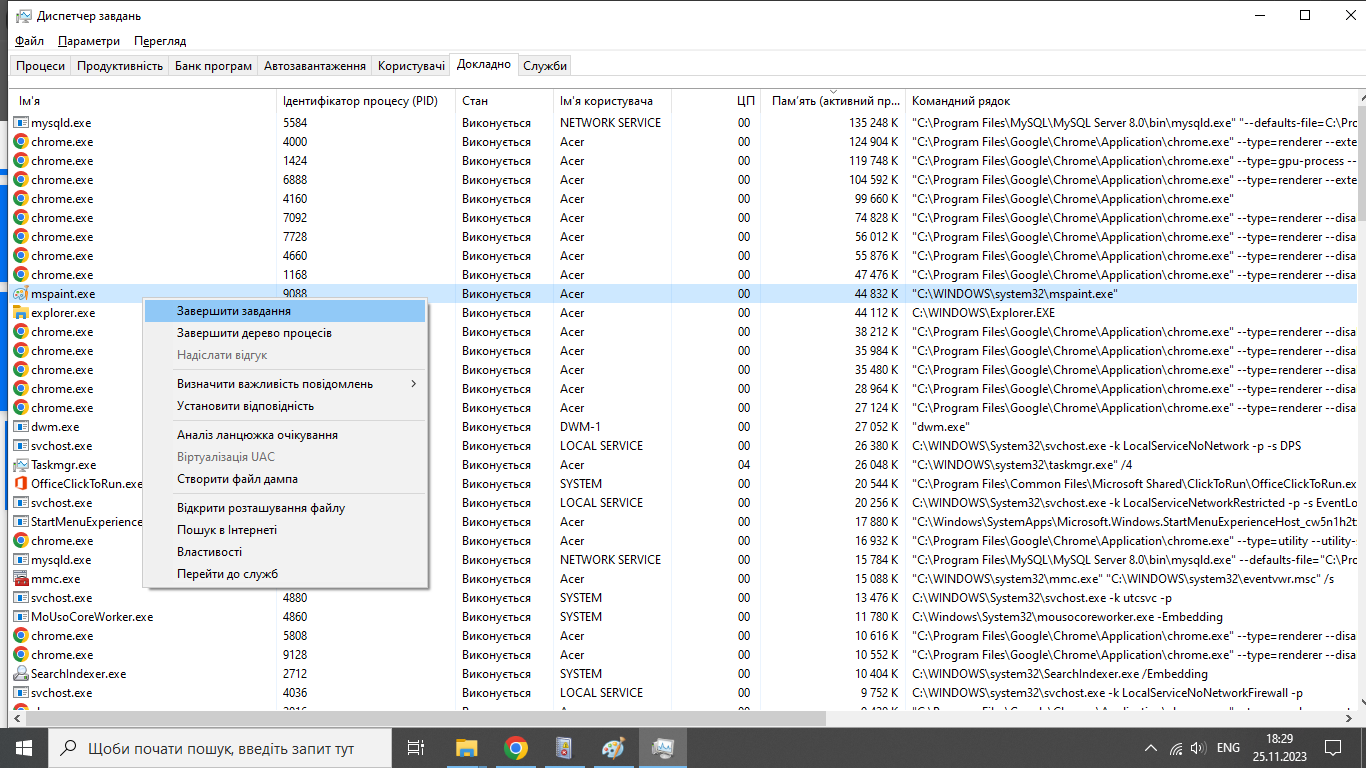 Диспетчер завдань
Файл Параметри Перегляд
Процеси Продуктивність Банк програм Автозавантаження Користувачі Докладно Служби
Ім'я Ідентифікатор процесу (PID) Стан Ім'я користувача ЦП Пам'ять (активний пр... Командний рядок
mysqld.exe 5584 Виконується NETWORK SERVICE 00 135 248 K "C:\Program Files\MySQL\MySQL Server 8.0\bin\mysqld.exe" "--defaults-file=C:\Prc
chrome.exe 4000 Виконується Acer 00 124 904 K "C:\Program Files\Google\Chrome\Application\chrome.exe" --type=renderer --exte
chrome.exe 1424 Виконується Acer 00 119 748 K "C:\Program Files\Google\Chrome\Application\chrome.exe" --type=gpu-process --
chrome.exe 6888 Виконується Acer 00 104 592 K "C:\Program Files\Google\Chrome\Application\chrome.exe" --type=renderer --exte
chrome.exe 4160 Виконується Acer 00 99 660 K "C:\Program Files\Google\Chrome\Application\chrome.exe"
chrome.exe 7092 Виконується Acer 00 74 828 K "C:\Program Files\Google\Chrome\Application\chrome.exe" --type=renderer --disa
chrome.exe 7728 Виконується Acer 00 56 012 K "C:\Program Files\Google\Chrome\Application\chrome.exe" --type=renderer --disa
chrome.exe 4660 Виконується Acer 00 55 876 K "C:\Program Files\Google\Chrome\Application\chrome.exe" --type=renderer --disa
chrome.exe 1168 Виконується Acer 00 47 476 K "C:\Program Files\Google\Chrome\Application\chrome.exe" --type=renderer --disa
mspaint.exe 9088 Виконується Acer 00 44 832 K "C:\WINDOWS\system32\mspaint.exe"
explorer.exe Виконується Acer 00 44 112 K C:\WINDOWS\Explorer.EXE
chrome.exe Виконується Acer 00 38 212 K "C:\Program Files\Google\Chrome\Application\chrome.exe" --type=renderer --disa
chrome.exe Виконується Acer 00 35 984 K "C:\Program Files\Google\Chrome\Application\chrome.exe" --type=renderer --disa
chrome.exe Виконується Acer 00 35 480 K "C:\Program Files\Google\Chrome\Application\chrome.exe" --type=renderer --disa
chrome.exe Виконується Acer 00 28 964 K "C:\Program Files\Google\Chrome\Application\chrome.exe" --type=renderer --disa
chrome.exe Виконується Acer 00 27 124 K "C:\Program Files\Google\Chrome\Application\chrome.exe" --type=renderer --disa
dwm.exe Виконується DWM-1 00 27 052 K "dwm.exe"
svchost.exe Виконується LOCAL SERVICE 00 26 380 K C:\WINDOWS\System32\svchost.exe -k LocalServiceNoNetwork -p -s DPS
Taskmgr.exe Виконується Acer 04 26 048 K "C:\WINDOWS\system32\taskmgr.exe" /4
OfficeClickToRun.exe Виконується SYSTEM 00 20 544 K "C:\Program Files\Common Files\Microsoft Shared\ClickToRun\OfficeClickToRun.ex
svchost.exe Виконується LOCAL SERVICE 00 20 256 K C:\WINDOWS\System32\svchost.exe -k LocalServiceNetworkRestricted -p -s EventLo
StartMenuExperience Виконується Acer 00 17 880 K "C:\Windows\SystemApps\Microsoft.Windows.StartMenuExperienceHost_cw5n1h2t
chrome.exe Виконується Acer 00 16 932 K "C:\Program Files\Google\Chrome\Application\chrome.exe" --type=utility --utility-
mysqld.exe Виконується NETWORK SERVICE 00 15 784 K "C:\Program Files\MySQL\MySQL Server 8.0\bin\mysqld.exe" --defaults-file="C:\Prc
mmc.exe Виконується Acer 00 15 088 K "C:\WINDOWS\system32\mmc.exe" "C:\WINDOWS\system32\eventvwr.msc" /s
svchost.exe 4880 Виконується SYSTEM 00 13 476 K C:\WINDOWS\System32\svchost.exe -k utcsvc -p
MoUsoCoreWorker.exe 4860 Виконується SYSTEM 00 11 780 K C:\Windows\System32\mousocoreworker.exe -Embedding
chrome.exe 5808 Виконується Acer 00 10 616 K "C:\Program Files\Google\Chrome\Application\chrome.exe" --type=renderer --disa
chrome.exe 9128 Виконується Acer 00 10 552 K "C:\Program Files\Google\Chrome\Application\chrome.exe" --type=renderer --disa
SearchIndexer.exe 2712 Виконується SYSTEM 00 10 404 K C:\WINDOWS\system32\SearchIndexer.exe /Embedding
svchost.exe 4036 Виконується LOCAL SERVICE 00 9 752 K C:\WINDOWS\system32\svchost.exe -k LocalServiceNoNetworkFirewall -p
Завершити завдання
Завершити дерево процесів
Надіслати відгук
Визначити важливість повідомлень
Установити відповідність
Аналіз ланцюжка очікування
Віртуалізація UAC
Створити файл дампа
Відкрити розташування файлу
Пошук в Інтернеті
Властивості
Перейти до служб
Щоби почати пошук, введіть запит тут
ENG
18:29
25.11.2023